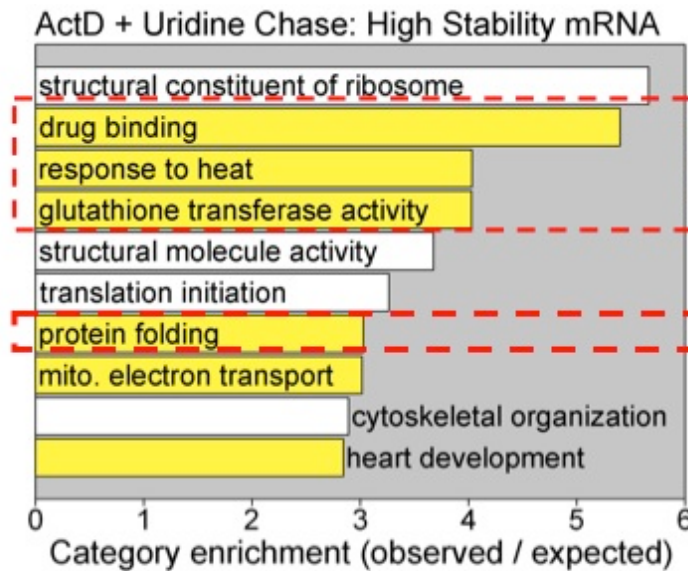 ActD + Uridine Chase: High Stability mRNA
structural constituent of ribosome
drug binding
response to heat
glutathione transferase activity
structural molecule activity
translation initiation
protein folding
mito. electron transport
cytoskeletal organization
heart development
0 1 2 3 4 5 6
Category enrichment (observed / expected)